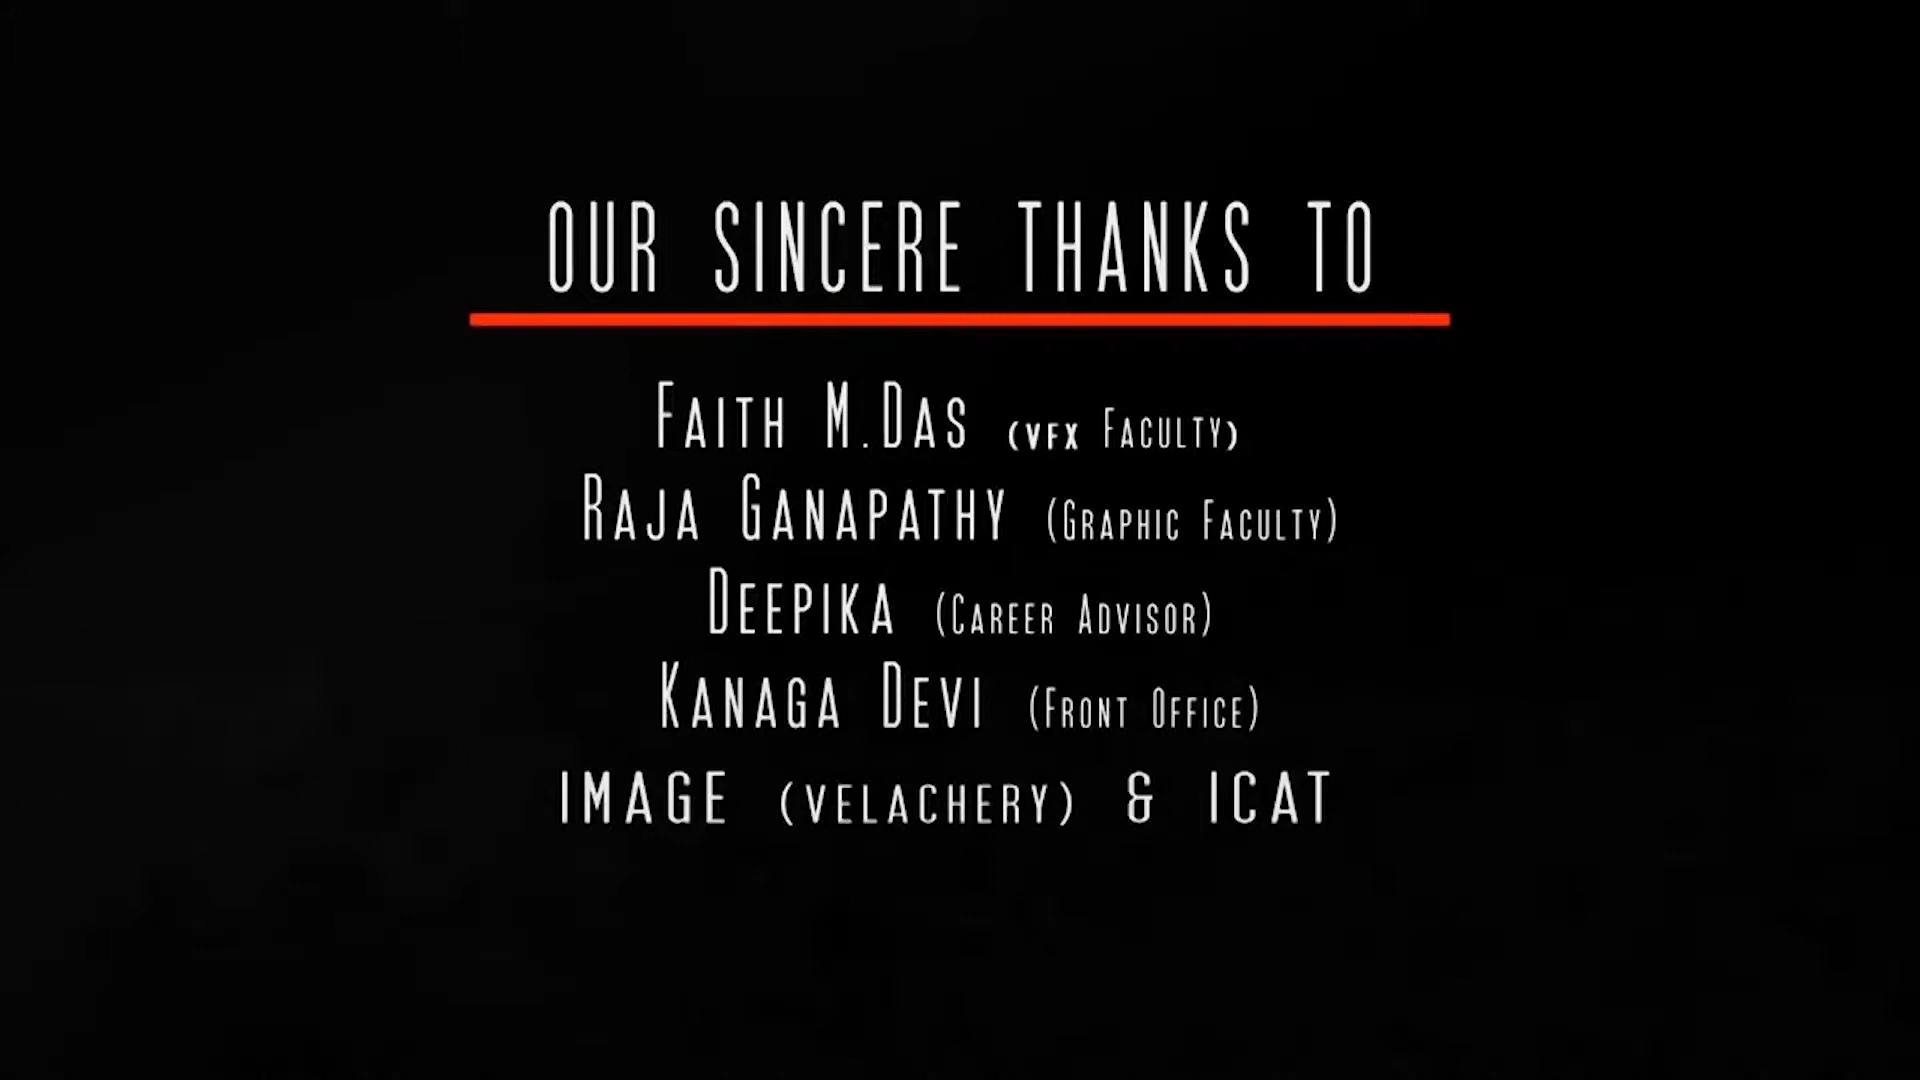 OUR SINCERE THANKS TO
FAITH M.DAS (VFX FACULTY)
RAJA GANAPATHY (GRAPHIC FACULTY)
DEEPIKA (CAREER ADVISOR)
KANAGA DEVI (FRONT OFFICE)
IMAGE (VELACHERY) & ICAT